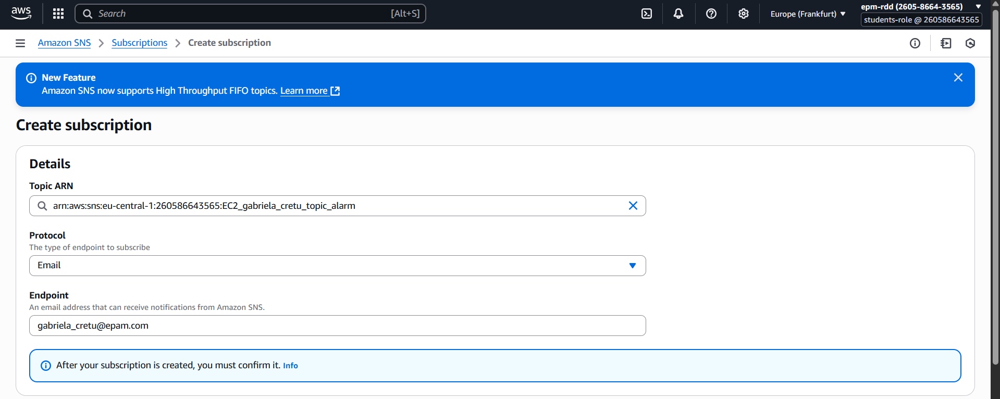 aws
Search [Alt+S]
Europe (Frankfurt)
epm-rdd (2605-8664-3565)
students-role @ 260586643565
Amazon SNS > Subscriptions > Create subscription
New Feature
Amazon SNS now supports High Throughput FIFO topics. Learn more
Create subscription
Details
Topic ARN
arn:aws:sns:eu-central-1:260586643565:EC2_gabriela_cretu_topic_alarm
Protocol
The type of endpoint to subscribe
Email
Endpoint
An email address that can receive notifications from Amazon SNS.
gabriela_cretu@epam.com
After your subscription is created, you must confirm it. Info